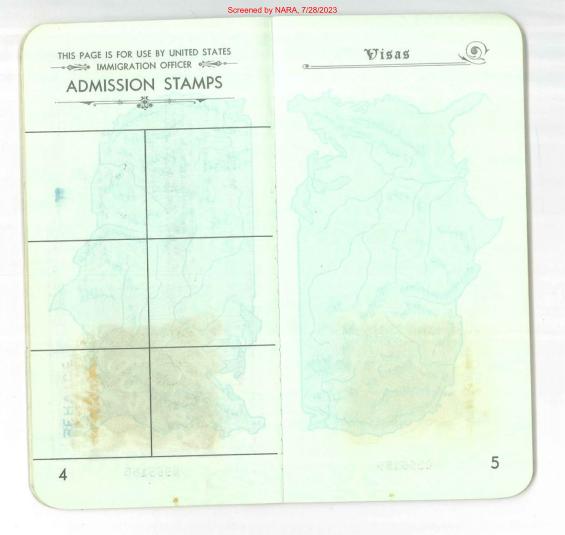 Screened by NARA, 7/28/2023
THIS PAGE IS FOR USE BY UNITED STATES
IMMIGRATION OFFICER
ADMISSION STAMPS
4
Visas
5